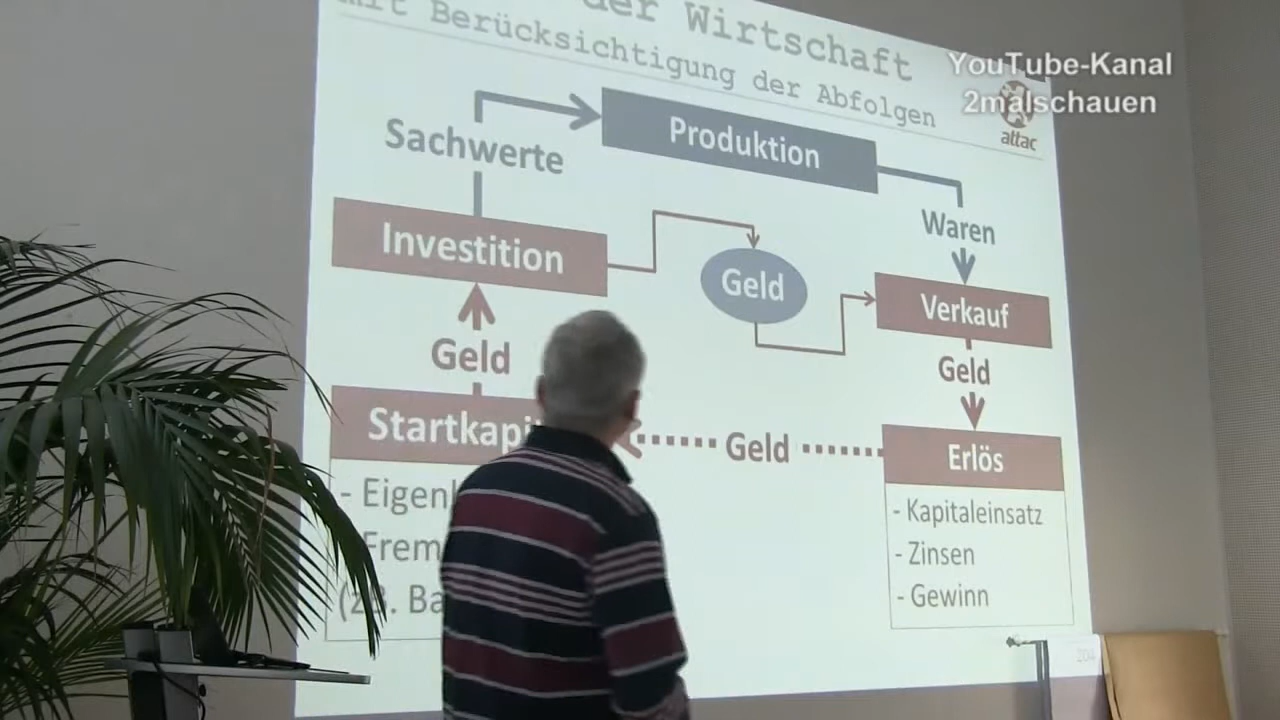 der Wirtschaft
mit Berücksichtigung der Abfolgen
YouTube-Kanal
2malschauen
attac
Sachwerte
Produktion
Waren
Investition
Geld
Verkauf
Geld
Geld
Startkapi
Geld
Erlös
- Eigen
- Kapitaleinsatz
- Frem
- Zinsen
(z.B. Ba
- Gewinn
204